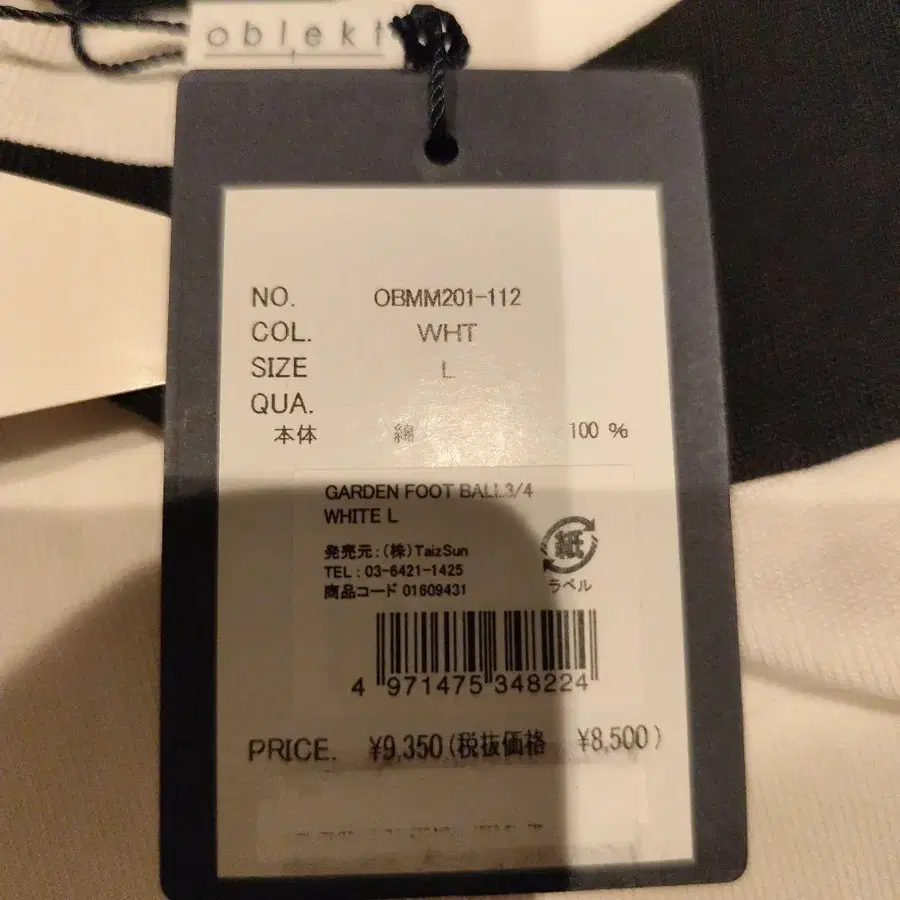 oblekt
NO. OBMM201-112
COL. WHT
SIZE L
QUA.
本体 綿 100 %
GARDEN FOOT BALL3/4
WHITE L
発売元:(株)TaizSun
TEL : 03-6421-1425
商品コード 01609431
紙
ラベル
4 971475 348224
PRICE. ¥9,350(税抜価格 ¥8,500)